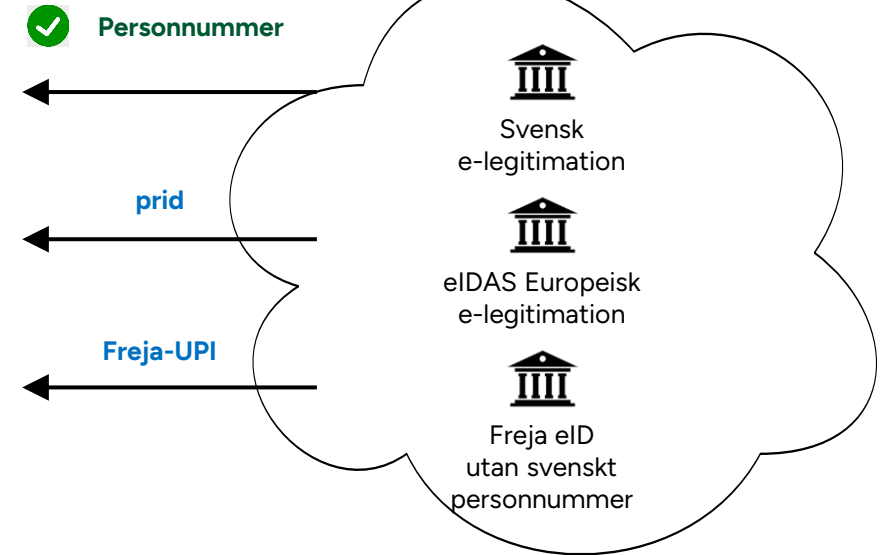 Personnummer
Svensk
e-legitimation
prid
eIDAS Europeisk
e-legitimation
Freja-UPI
Freja eID
utan svenskt
personnummer